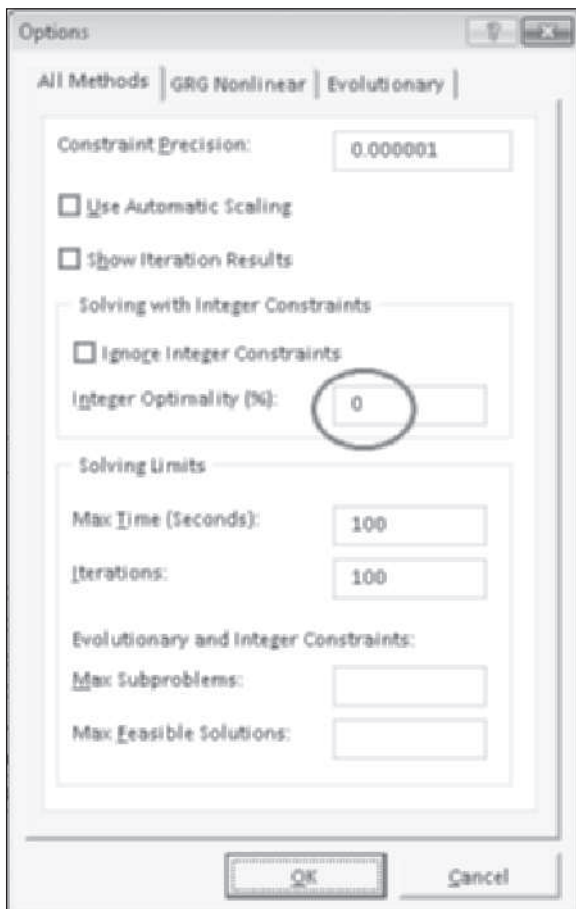 Options
All Methods GRG Nonlinear Evolutionary
Constraint Precision: 0.000001
Use Automatic Scaling
Show Iteration Results
Solving with Integer Constraints
Ignore Integer Constraints
Integer Optimality (%): 0
Solving Limits
Max Time (Seconds): 100
Iterations: 100
Evolutionary and Integer Constraints:
Max Subproblems:
Max Feasible Solutions:
OK Cancel